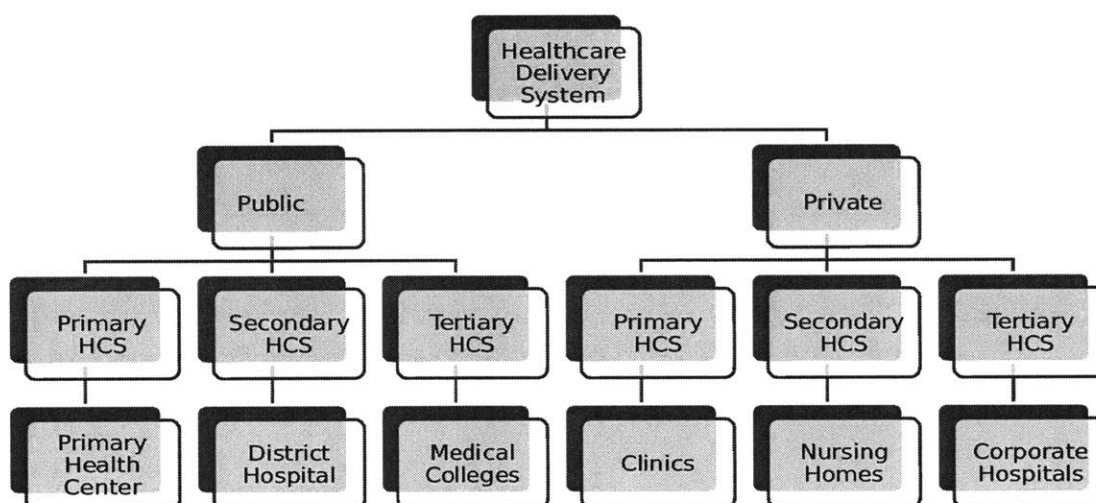 Healthcare
Delivery
System
Public
Private
Primary
HCS
Secondary
HCS
Tertiary
HCS
Primary
HCS
Secondary
HCS
Tertiary
HCS
Primary
Health
Center
District
Hospital
Medical
Colleges
Clinics
Nursing
Homes
Corporate
Hospitals